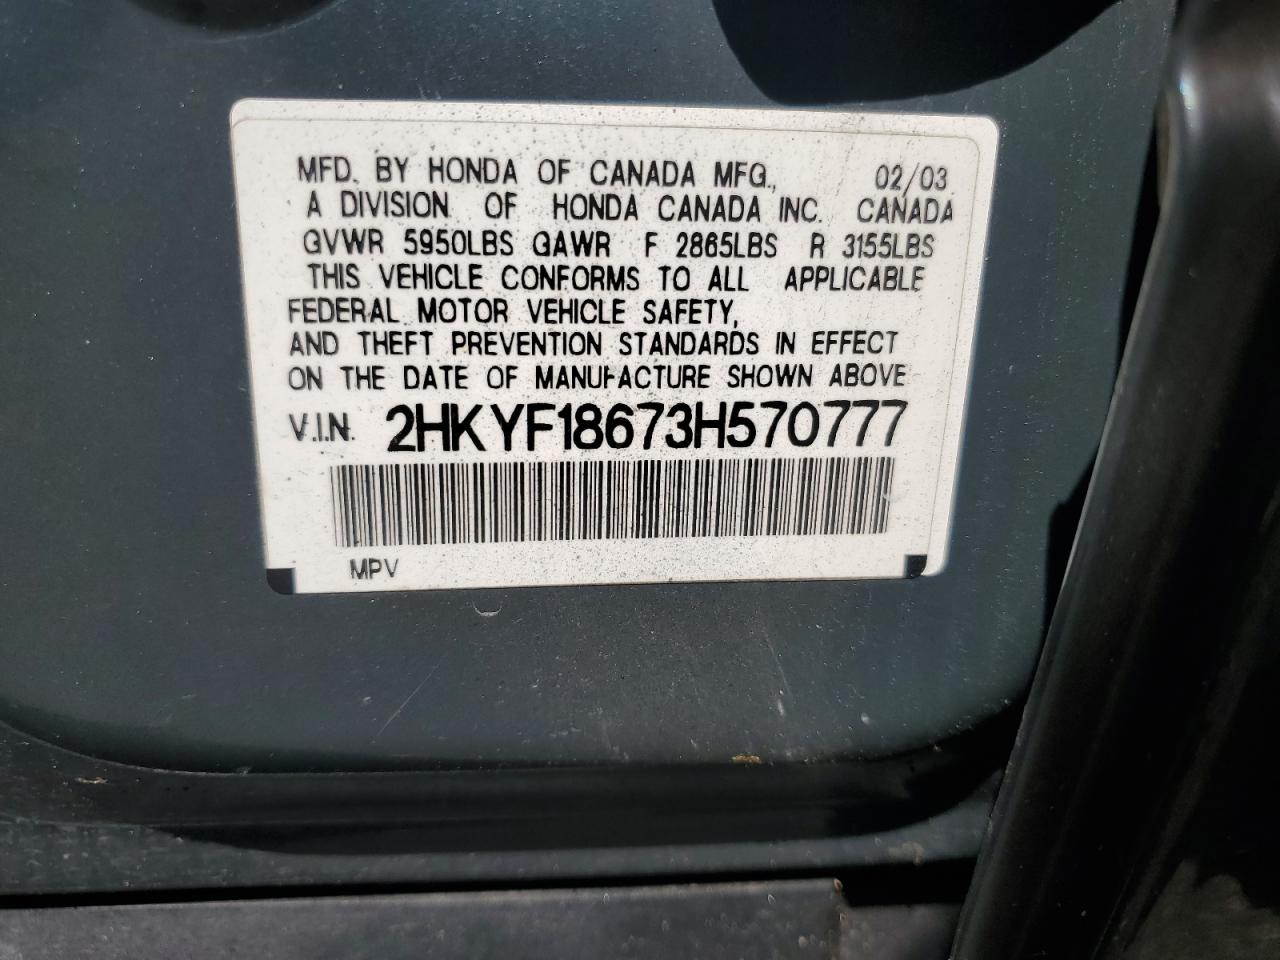 MFD. BY HONDA OF CANADA MFG., 02/03
A DIVISION OF HONDA CANADA INC. CANADA
GVWR 5950LBS GAWR F 2865LBS R 3155LBS
THIS VEHICLE CONFORMS TO ALL APPLICABLE
FEDERAL MOTOR VEHICLE SAFETY,
AND THEFT PREVENTION STANDARDS IN EFFECT
ON THE DATE OF MANUFACTURE SHOWN ABOVE
V.I.N. 2HKYF18673H570777
MPV